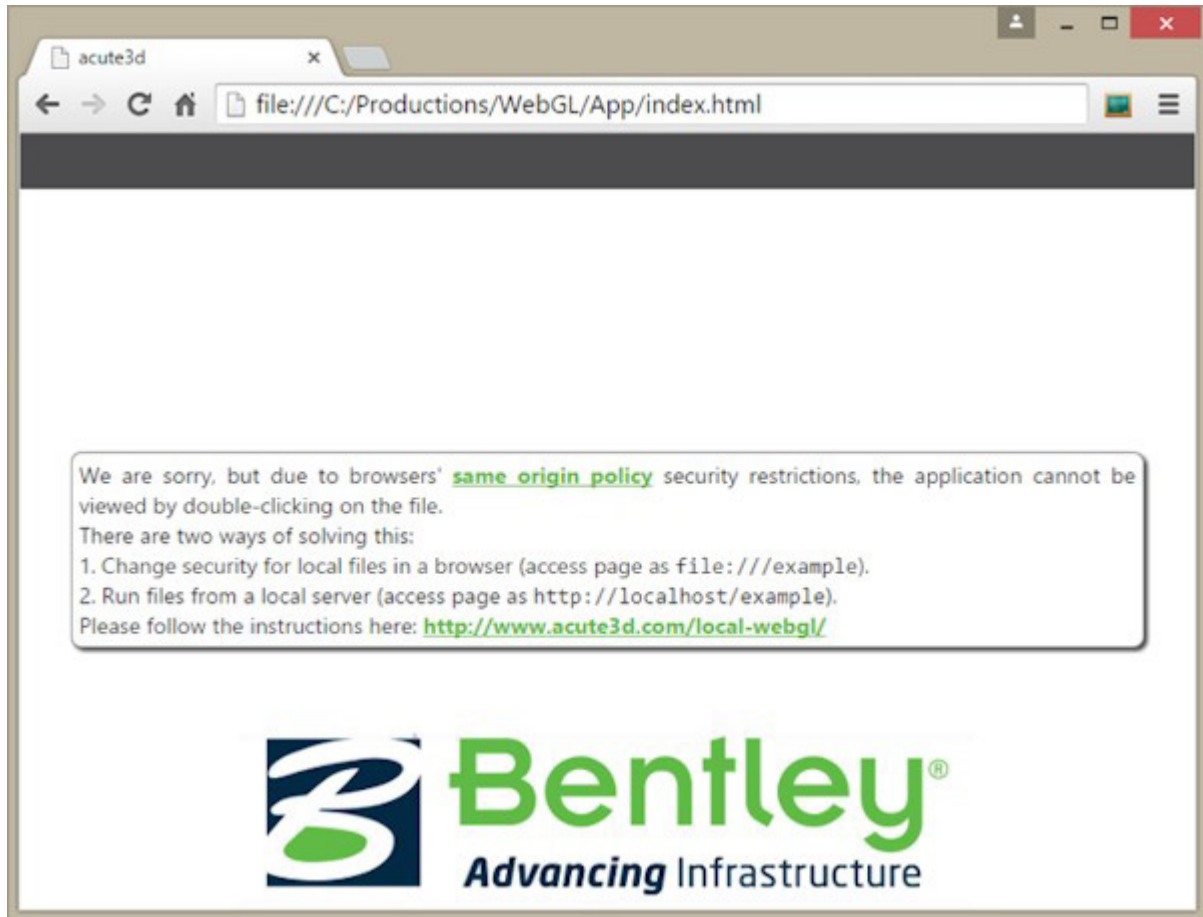 acute3d
file:///C:/Productions/WebGL/App/index.html
We are sorry, but due to browsers' same origin policy security restrictions, the application cannot be
viewed by double-clicking on the file.
There are two ways of solving this:
1. Change security for local files in a browser (access page as file:///example).
2. Run files from a local server (access page as http://localhost/example).
Please follow the instructions here: http://www.acute3d.com/local-webgl/
B Bentley®
Advancing Infrastructure